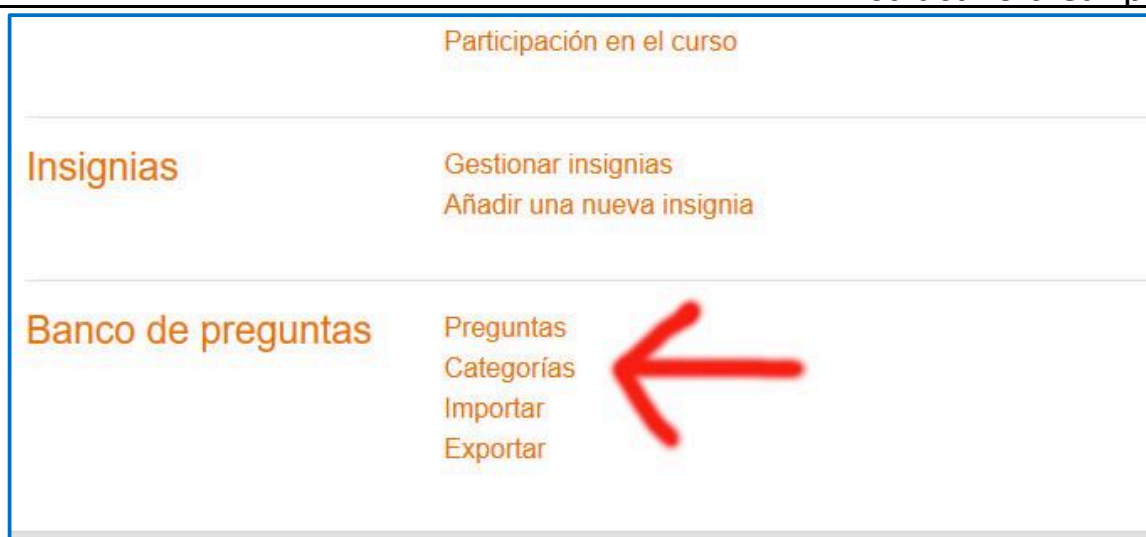 Participación en el curso
Insignias
Gestionar insignias
Añadir una nueva insignia
Banco de preguntas
Preguntas
Categorías
Importar
Exportar